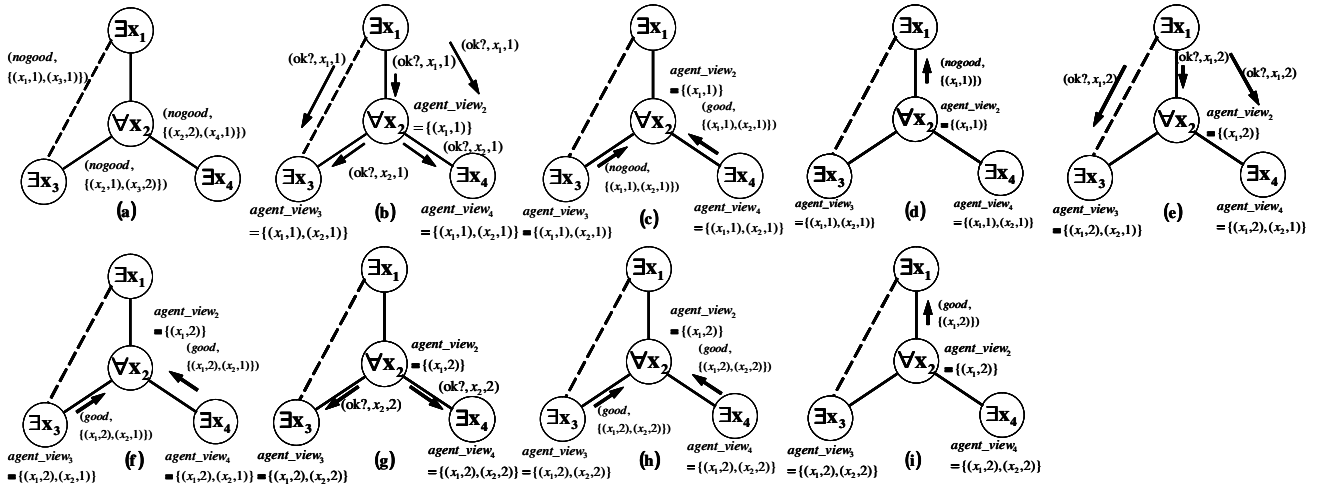 ∃x₁
(nogood,
{(x₁,1),(x₃,1)})
∀x₂
(nogood,
{(x₂,2),(x₄,1)})
(nogood,
{(x₂,1),(x₃,2)})
∃x₃
∃x₄
(a)
∃x₁
(ok?, x₁,1)
(ok?, x₁,1)
(ok?, x₁,1)
∀x₂
agent_view₂
={(x₁,1)}
(ok?, x₂,1)
(ok?, x₂,1)
∃x₃
∃x₄
agent_view₃
={(x₁,1),(x₂,1)}
(b)
agent_view₄
={(x₁,1),(x₂,1)}
∃x₁
agent_view₂
={(x₁,1)}
(good,
{(x₁,1),(x₂,1)})
∀x₂
(nogood,
{(x₁,1),(x₂,1)})
∃x₃
∃x₄
agent_view₃
={(x₁,1),(x₂,1)}
(c)
agent_view₄
={(x₁,1),(x₂,1)}
∃x₁
(nogood,
{(x₁,1)})
∀x₂
agent_view₂
={(x₁,1)}
∃x₃
∃x₄
agent_view₃
={(x₁,1),(x₂,1)}
(d)
agent_view₄
={(x₁,1),(x₂,1)}
∃x₁
(ok?, x₁,2)
(ok?, x₁,2)
(ok?, x₁,2)
∀x₂
agent_view₂
={(x₁,2)}
∃x₃
∃x₄
agent_view₃
={(x₁,2),(x₂,1)}
(e)
agent_view₄
={(x₁,2),(x₂,1)}
∃x₁
agent_view₂
={(x₁,2)}
(good,
{(x₁,2),(x₂,1)})
∀x₂
(good,
{(x₁,2),(x₂,1)})
∃x₃
∃x₄
agent_view₃
={(x₁,2),(x₂,1)}
(f)
agent_view₄
={(x₁,2),(x₂,1)}
∃x₁
∀x₂
agent_view₂
={(x₁,2)}
(ok?, x₂,2)
(ok?, x₂,2)
∃x₃
∃x₄
agent_view₃
={(x₁,2),(x₂,2)}
(g)
agent_view₄
={(x₁,2),(x₂,2)}
∃x₁
agent_view₂
={(x₁,2)}
(good,
{(x₁,2),(x₂,2)})
∀x₂
(good,
{(x₁,2),(x₂,2)})
∃x₃
∃x₄
agent_view₃
={(x₁,2),(x₂,2)}
(h)
agent_view₄
={(x₁,2),(x₂,2)}
∃x₁
(good,
{(x₁,2)})
∀x₂
agent_view₂
={(x₁,2)}
∃x₃
∃x₄
agent_view₃
={(x₁,2),(x₂,2)}
(i)
agent_view₄
={(x₁,2),(x₂,2)}